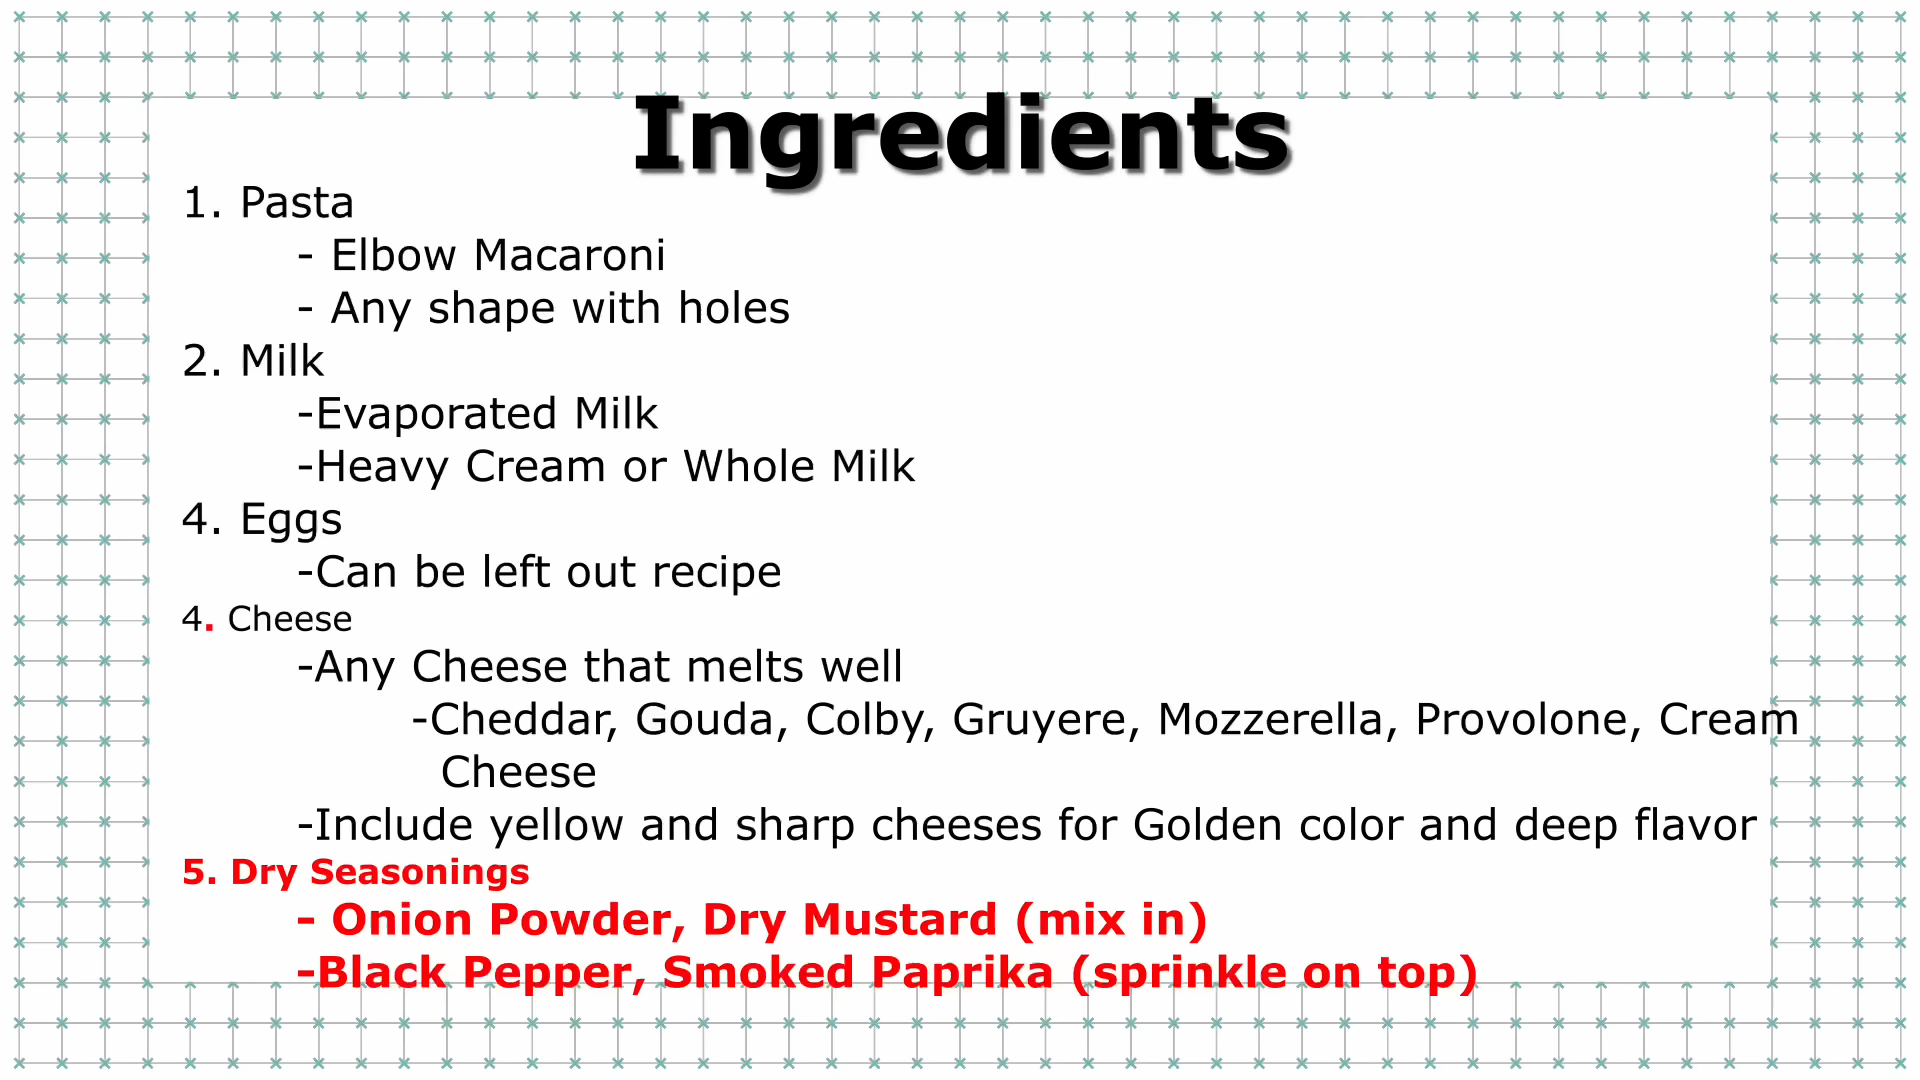 Ingredients
1. Pasta
- Elbow Macaroni
- Any shape with holes
2. Milk
-Evaporated Milk
-Heavy Cream or Whole Milk
4. Eggs
-Can be left out recipe
4. Cheese
-Any Cheese that melts well
-Cheddar, Gouda, Colby, Gruyere, Mozzerella, Provolone, Cream
Cheese
-Include yellow and sharp cheeses for Golden color and deep flavor
5. Dry Seasonings
- Onion Powder, Dry Mustard (mix in)
-Black Pepper, Smoked Paprika (sprinkle on top)